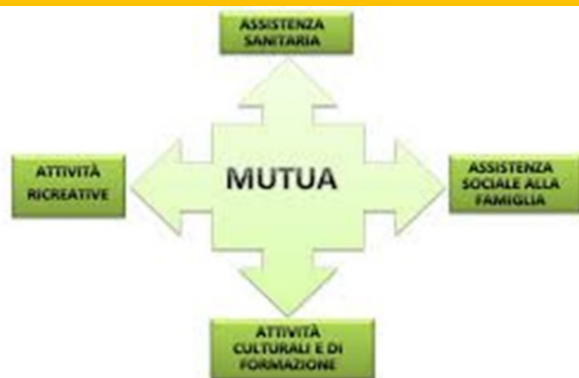 ASSISTENZA
SANITARIA
ATTIVITÀ
RICREATIVE
MUTUA
ASSISTENZA
SOCIALE ALLA
FAMIGLIA
ATTIVITÀ
CULTURALI E DI
FORMAZIONE